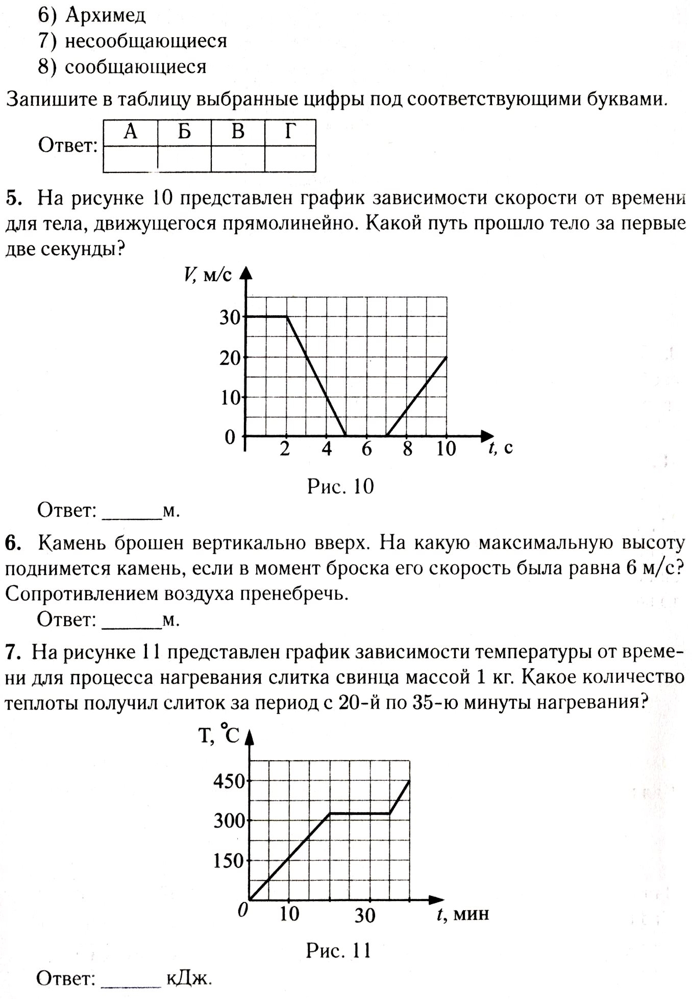 6) Архимед
7) несообщающиеся
8) сообщающиеся
Запишите в таблицу выбранные цифры под соответствующими буквами.
А Б В Г
Ответ:
5. На рисунке 10 представлен график зависимости скорости от времени
для тела, движущегося прямолинейно. Какой путь прошло тело за первые
две секунды?
V, м/с
30
20
10
0
2 4 6 8 10 t, с
Рис. 10
Ответ: ______м.
6. Камень брошен вертикально вверх. На какую максимальную высоту
поднимется камень, если в момент броска его скорость была равна 6 м/с?
Сопротивлением воздуха пренебречь.
Ответ: ______м.
7. На рисунке 11 представлен график зависимости температуры от време-
ни для процесса нагревания слитка свинца массой 1 кг. Какое количество
теплоты получил слиток за период с 20-й по 35-ю минуты нагревания?
T, °C
450
300
150
0 10 30 t, мин
Рис. 11
Ответ: ______ кДж.